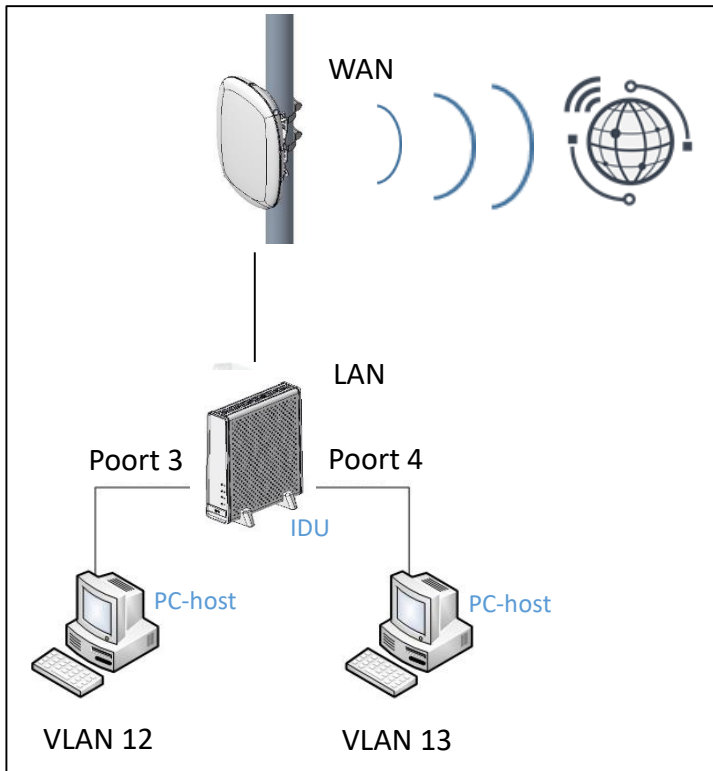 WAN
LAN
Poort 3
Poort 4
IDU
PC-host
PC-host
VLAN 12
VLAN 13